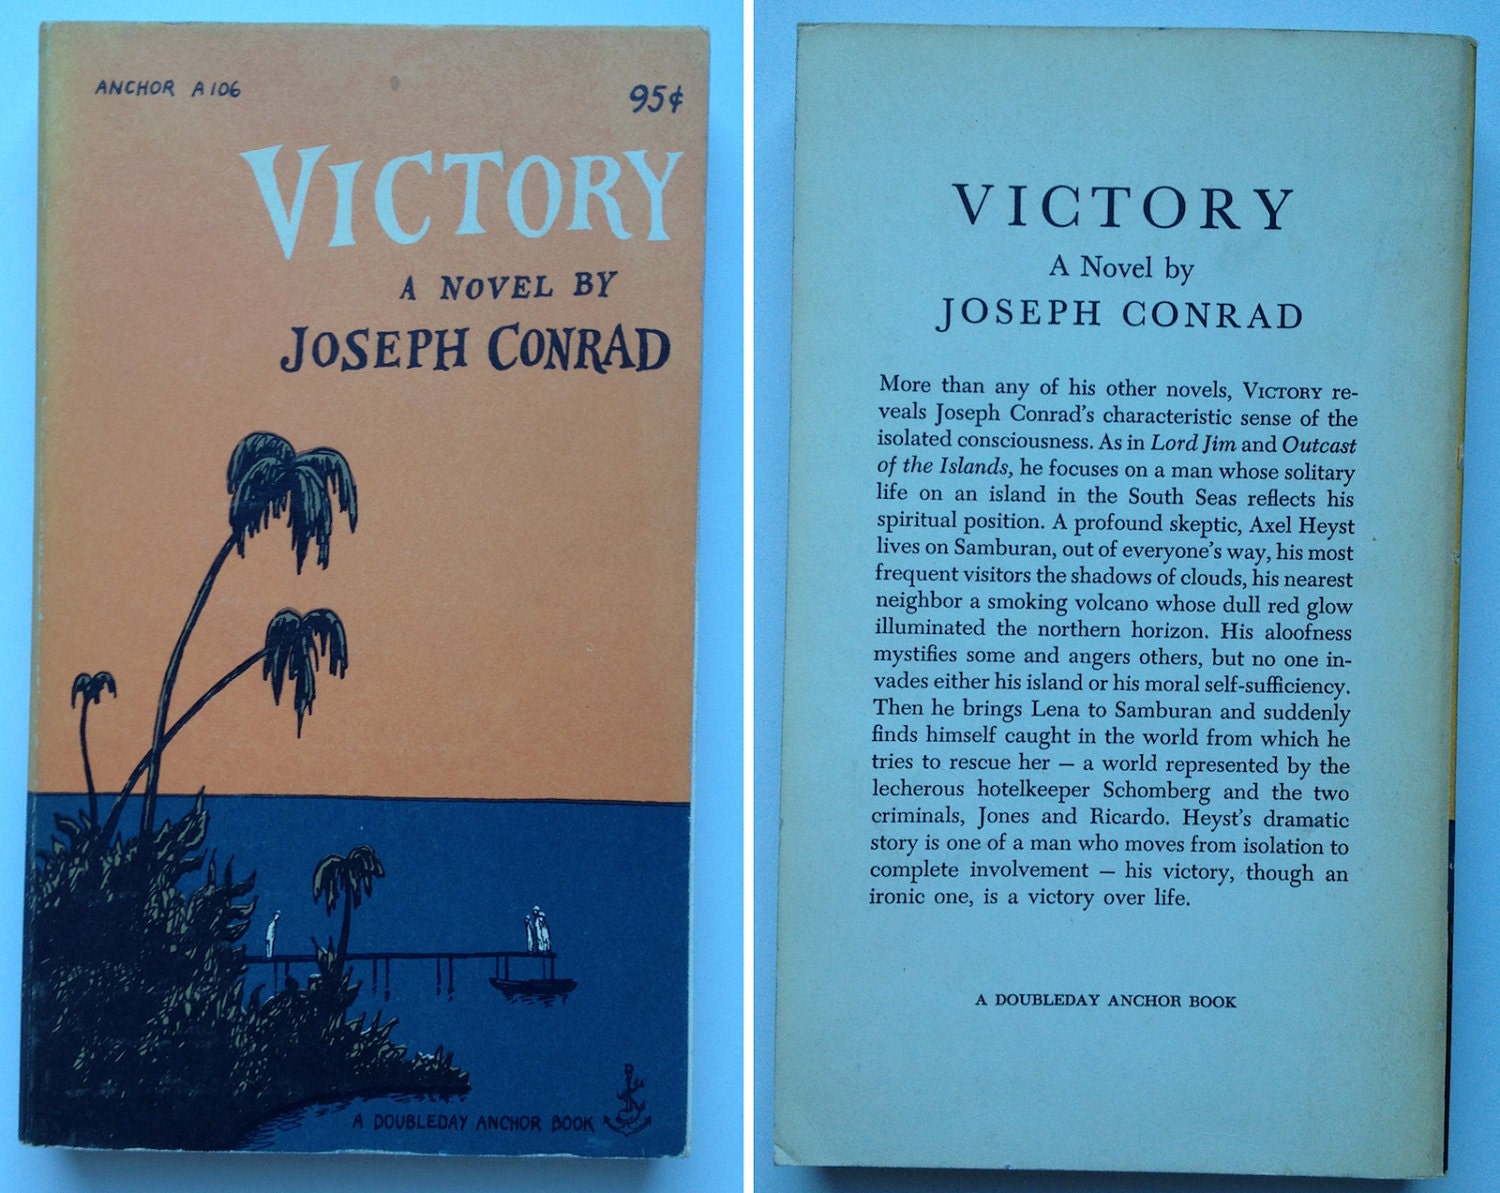 ANCHOR A106
95¢
VICTORY
A NOVEL BY
JOSEPH CONRAD
A DOUBLEDAY ANCHOR BOOK
VICTORY
A Novel by
JOSEPH CONRAD
More than any of his other novels, VICTORY re-
veals Joseph Conrad's characteristic sense of the
isolated consciousness. As in Lord Jim and Outcast
of the Islands, he focuses on a man whose solitary
life on an island in the South Seas reflects his
spiritual position. A profound skeptic, Axel Heyst
lives on Samburan, out of everyone's way, his most
frequent visitors the shadows of clouds, his nearest
neighbor a smoking volcano whose dull red glow
illuminated the northern horizon. His aloofness
mystifies some and angers others, but no one in-
vades either his island or his moral self-sufficiency.
Then he brings Lena to Samburan and suddenly
finds himself caught in the world from which he
tries to rescue her — a world represented by the
lecherous hotelkeeper Schomberg and the two
criminals, Jones and Ricardo. Heyst's dramatic
story is one of a man who moves from isolation to
complete involvement — his victory, though an
ironic one, is a victory over life.
A DOUBLEDAY ANCHOR BOOK